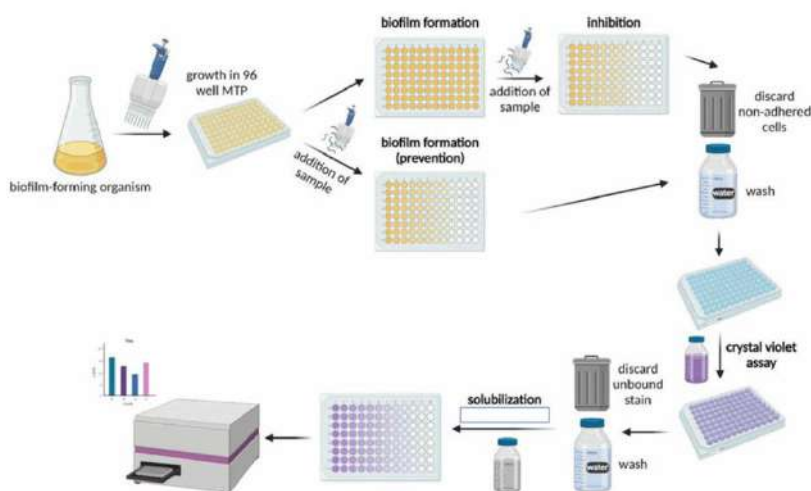 biofilm formation
addition of
sample
inhibition
growth in 96
well MTP
biofilm-forming organism
addition of
sample
biofilm formation
(prevention)
discard
non-adhered
cells
water
wash
crystal violet
assay
discard
unbound
stain
water
wash
solubilization